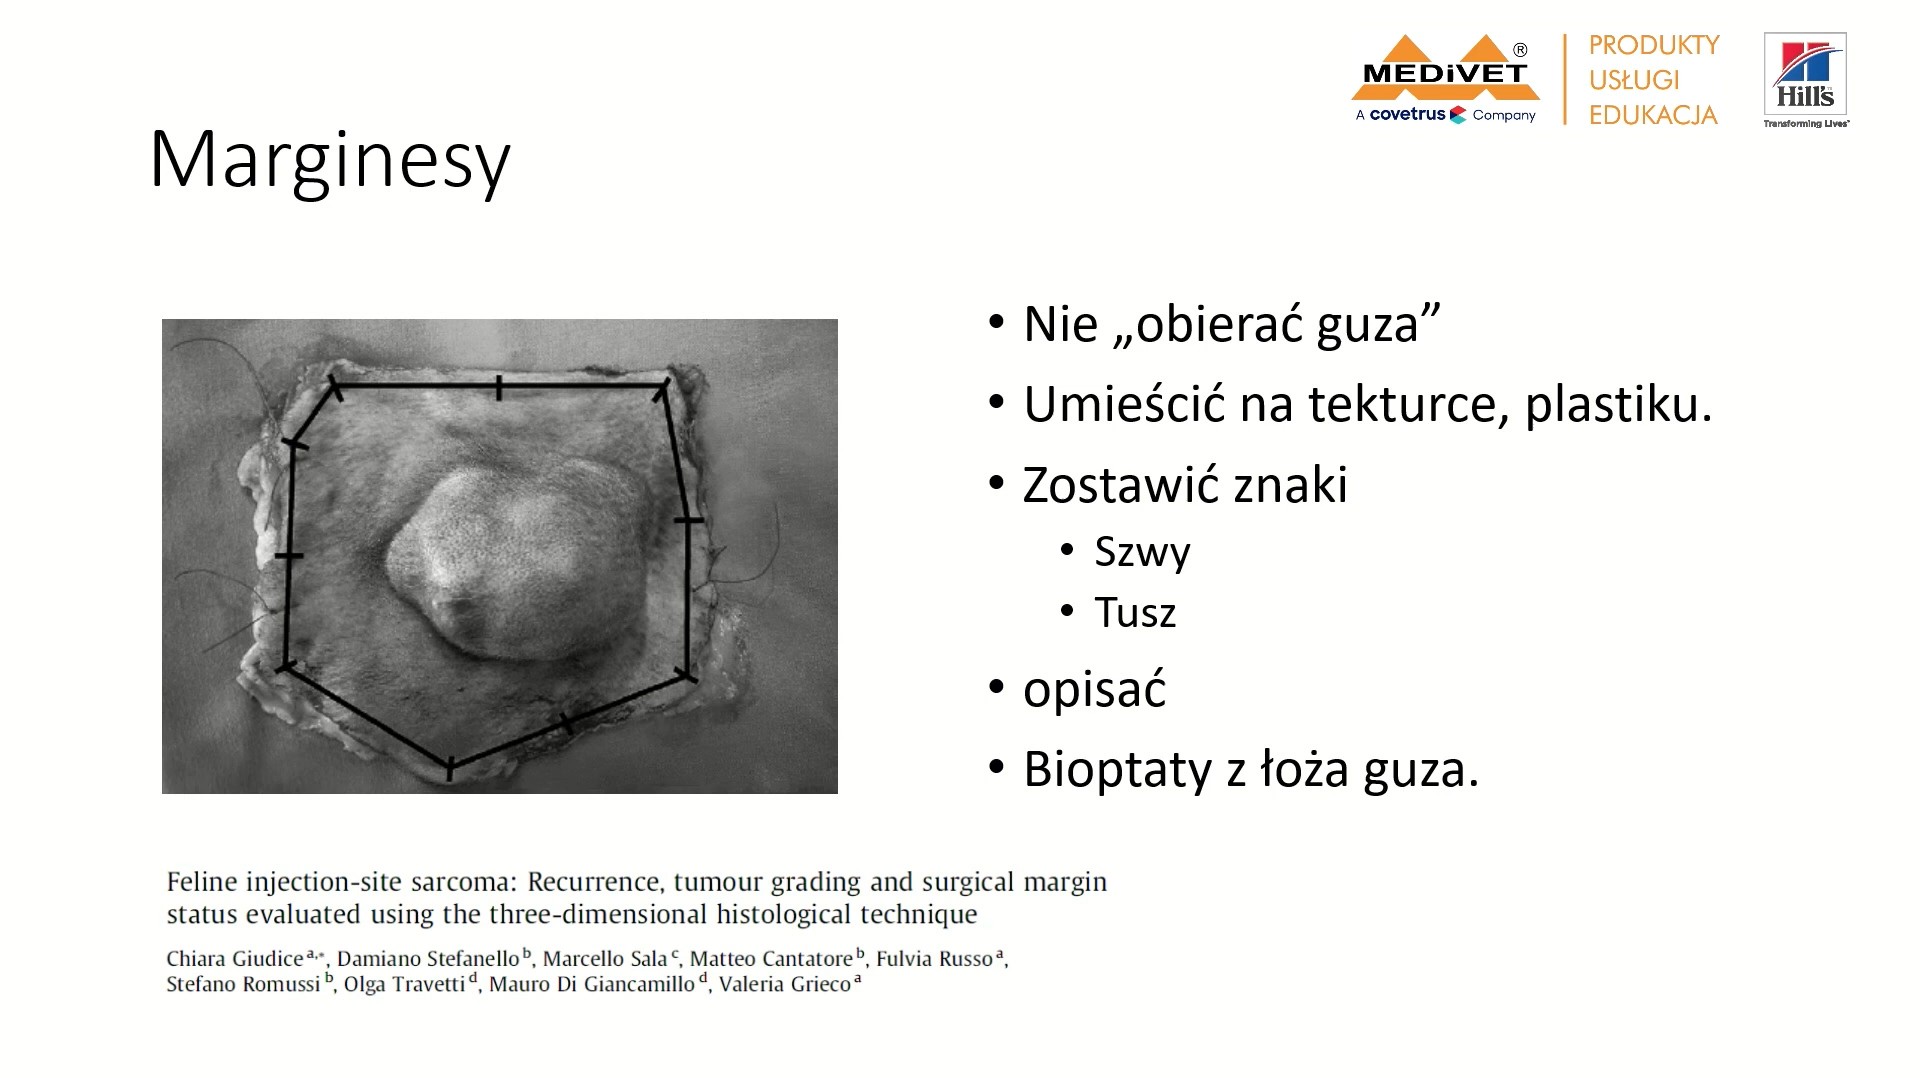 MEDiVET ®
A covetrus Company
PRODUKTY
USŁUGI
EDUKACJA
Hill's
Transforming Lives™
Marginesy
• Nie „obierać guza”
• Umieścić na tekturce, plastiku.
• Zostawić znaki
• Szwy
• Tusz
• opisać
• Bioptaty z łoża guza.
Feline injection-site sarcoma: Recurrence, tumour grading and surgical margin
status evaluated using the three-dimensional histological technique
Chiara Giudice a,*, Damiano Stefanello b, Marcello Sala c, Matteo Cantatore b, Fulvia Russo a,
Stefano Romussi b, Olga Travetti d, Mauro Di Giancamillo d, Valeria Grieco a